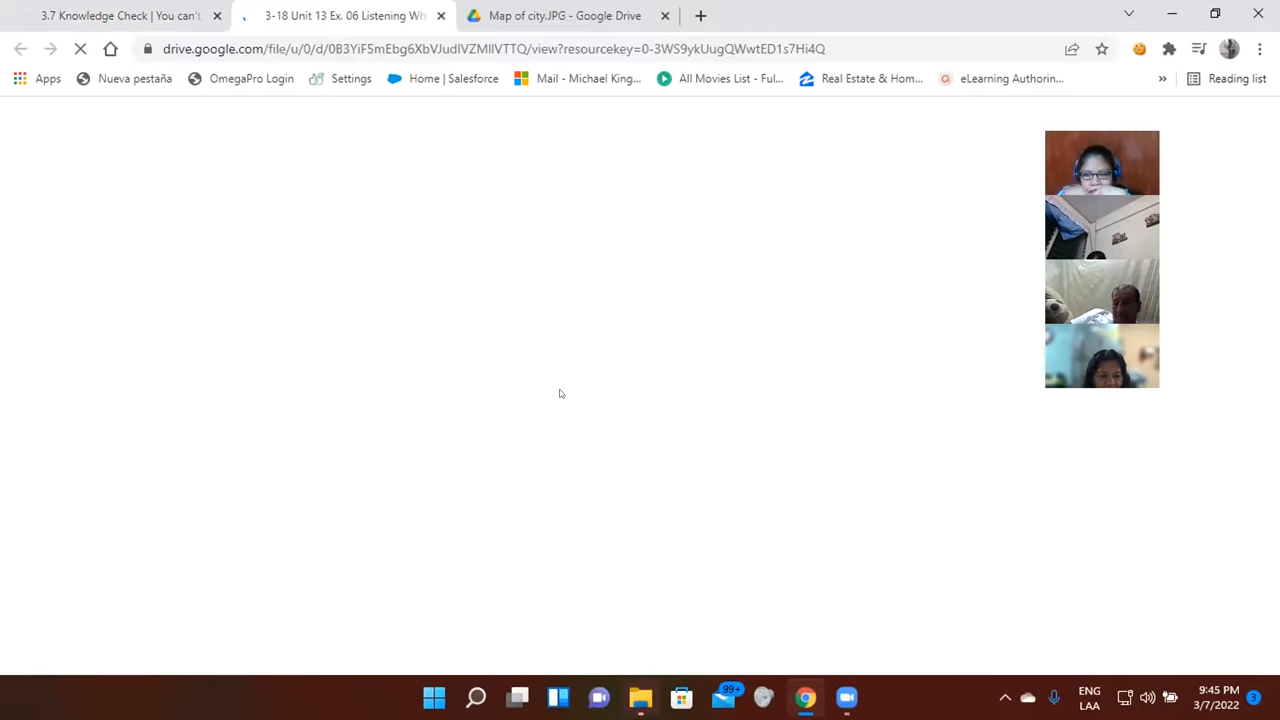 3.7 Knowledge Check | You can't
3-18 Unit 13 Ex. 06 Listening Wb
Map of city.JPG - Google Drive
drive.google.com/file/u/0/d/0B3YiF5mEbg6XbVJudlVZMllVTTQ/view?resourcekey=0-3WS9ykUugQWwtED1s7Hi4Q
Apps Nueva pestaña OmegaPro Login Settings Home | Salesforce Mail - Michael King... All Movies List - Ful... Real Estate & Hom... eLearning Authorin... » Reading list
99+
ENG 9:45 PM
LAA 3/7/2022 3